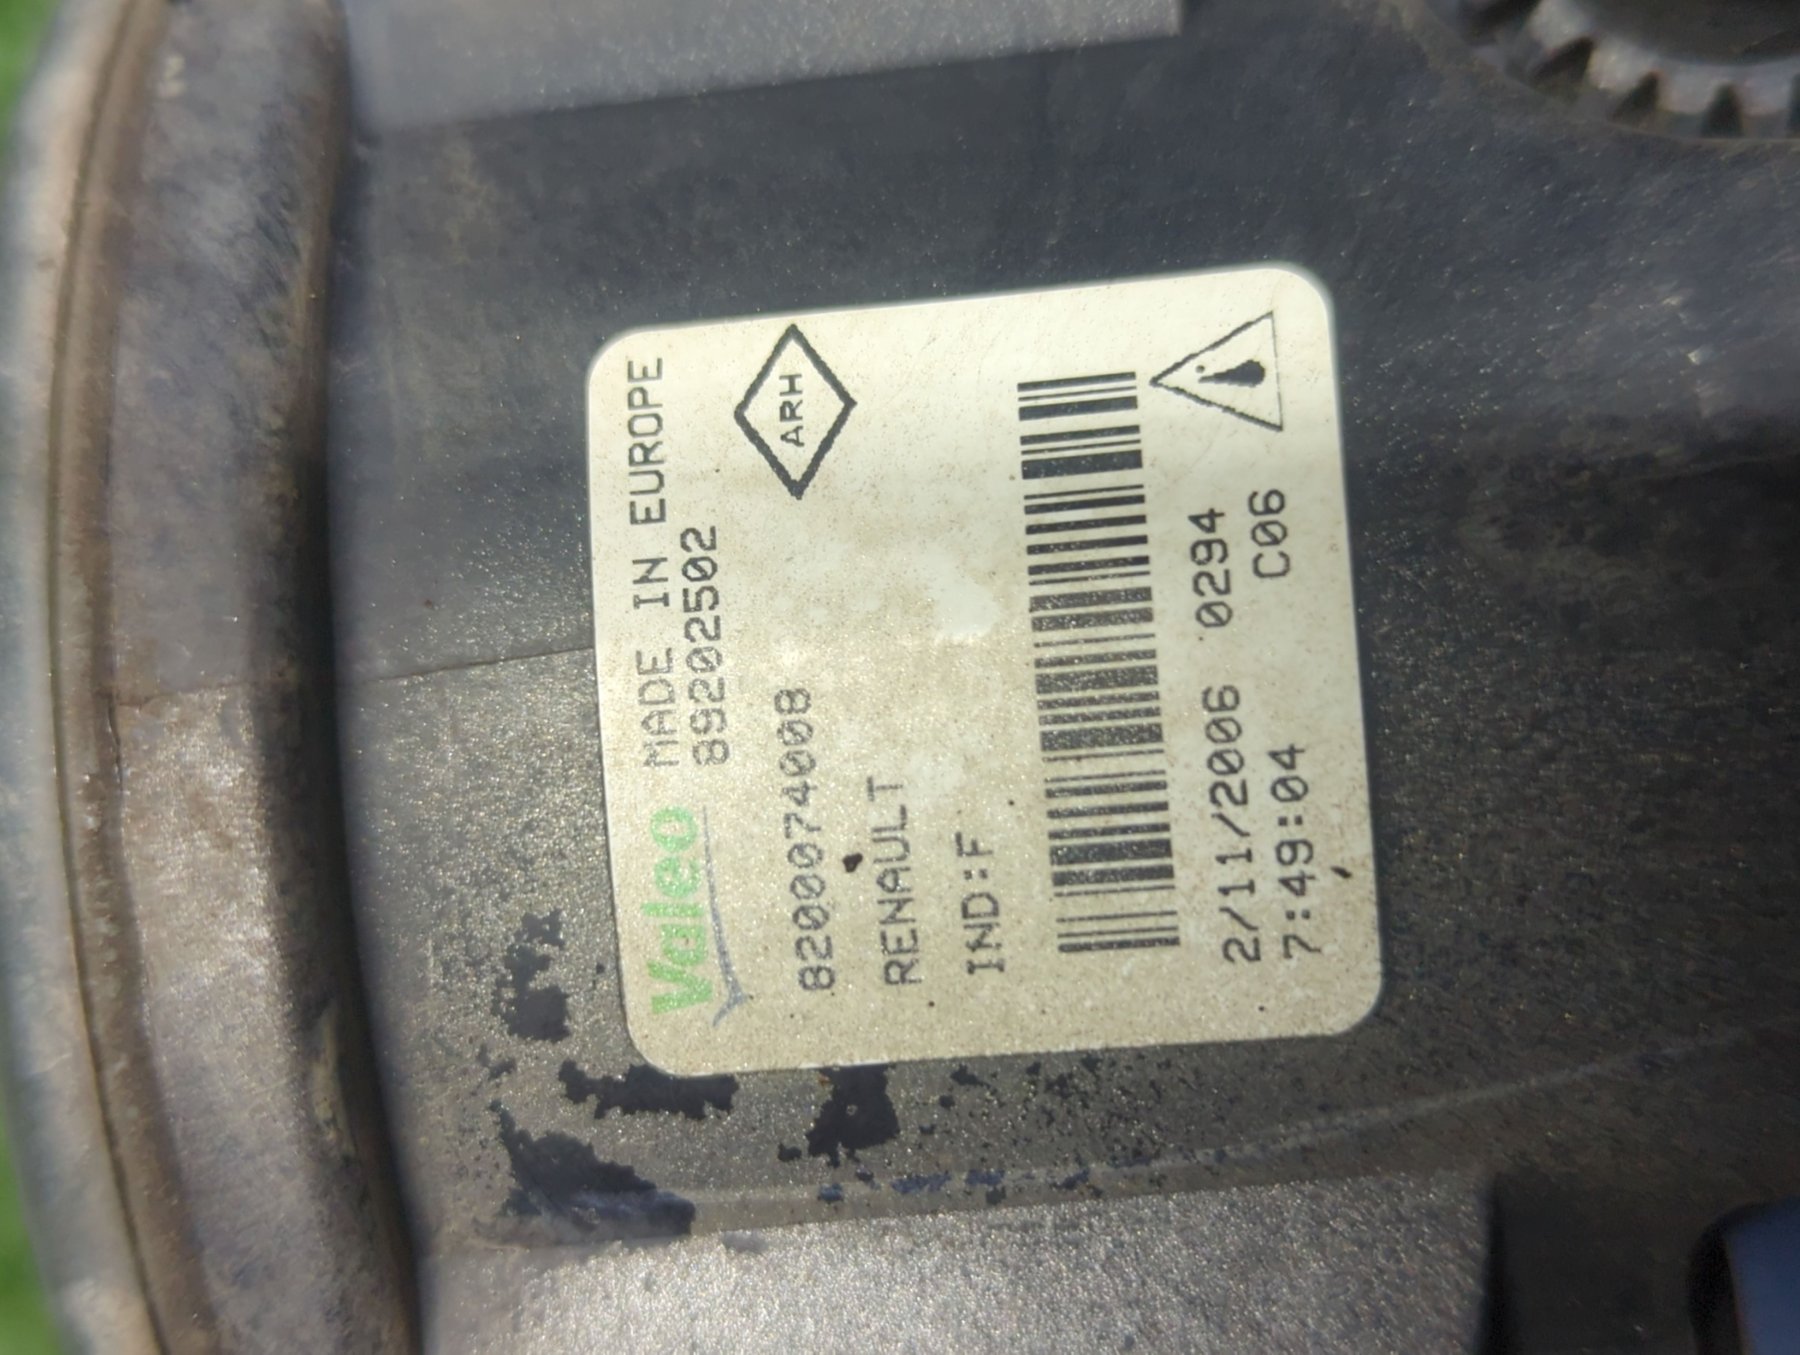 Valeo MADE IN EUROPE
89202502
ARH
8200074008
RENAULT
IND:F
2/11/2006 0294
7:49:04 C06